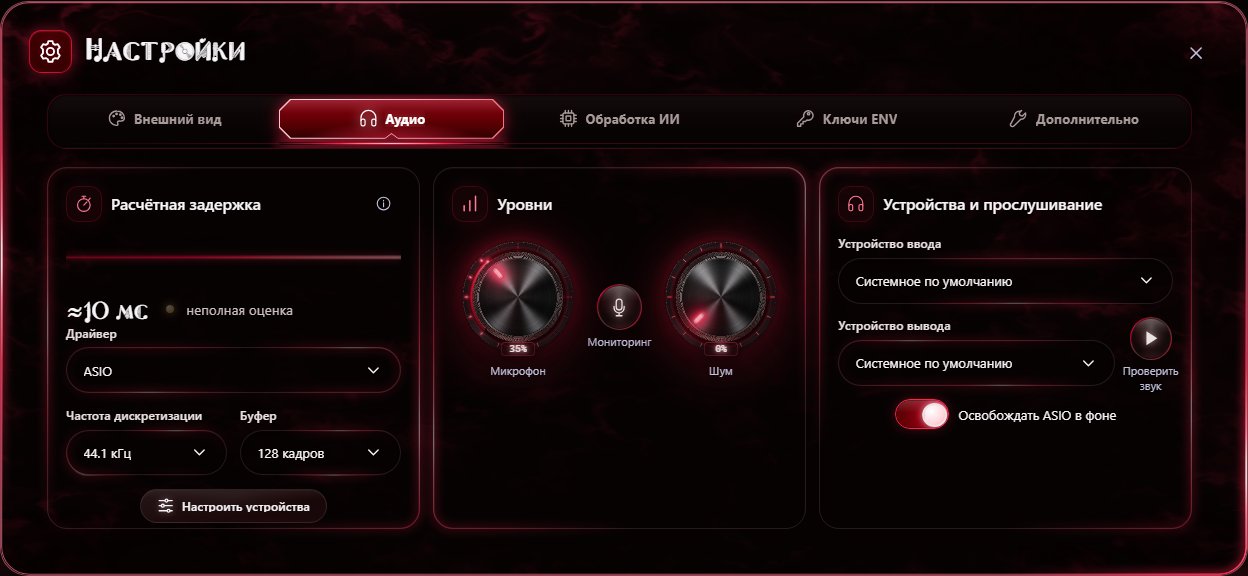 Настройки
Внешний вид
Аудио
Обработка ИИ
Ключи ENV
Дополнительно
Расчётная задержка
≈10 мс
неполная оценка
Драйвер
ASIO
Частота дискретизации
Буфер
44.1 кГц
128 кадров
Настроить устройства
Уровни
35%
0%
Микрофон
Мониторинг
Шум
Устройства и прослушивание
Устройство ввода
Системное по умолчанию
Устройство вывода
Системное по умолчанию
Проверить
звук
Освобождать ASIO в фоне